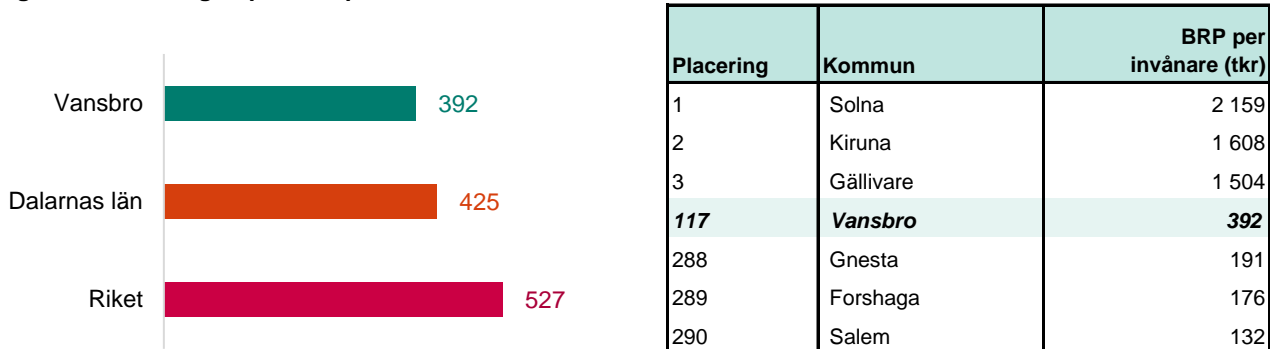 Vansbro 392
Dalarnas län 425
Riket 527
Placering Kommun BRP per invånare (tkr)
1 Solna 2 159
2 Kiruna 1 608
3 Gällivare 1 504
117 Vansbro 392
288 Gnesta 191
289 Forshaga 176
290 Salem 132